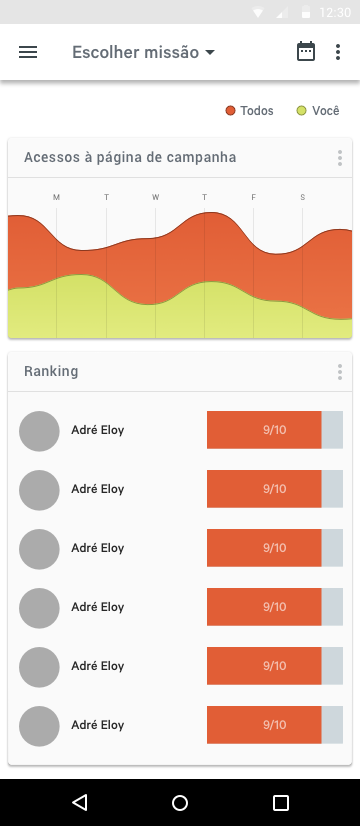 12:30
Escolher missão
Todos Você
Acessos à página de campanha
M T W T F S
Ranking
Adré Eloy 9/10
Adré Eloy 9/10
Adré Eloy 9/10
Adré Eloy 9/10
Adré Eloy 9/10
Adré Eloy 9/10